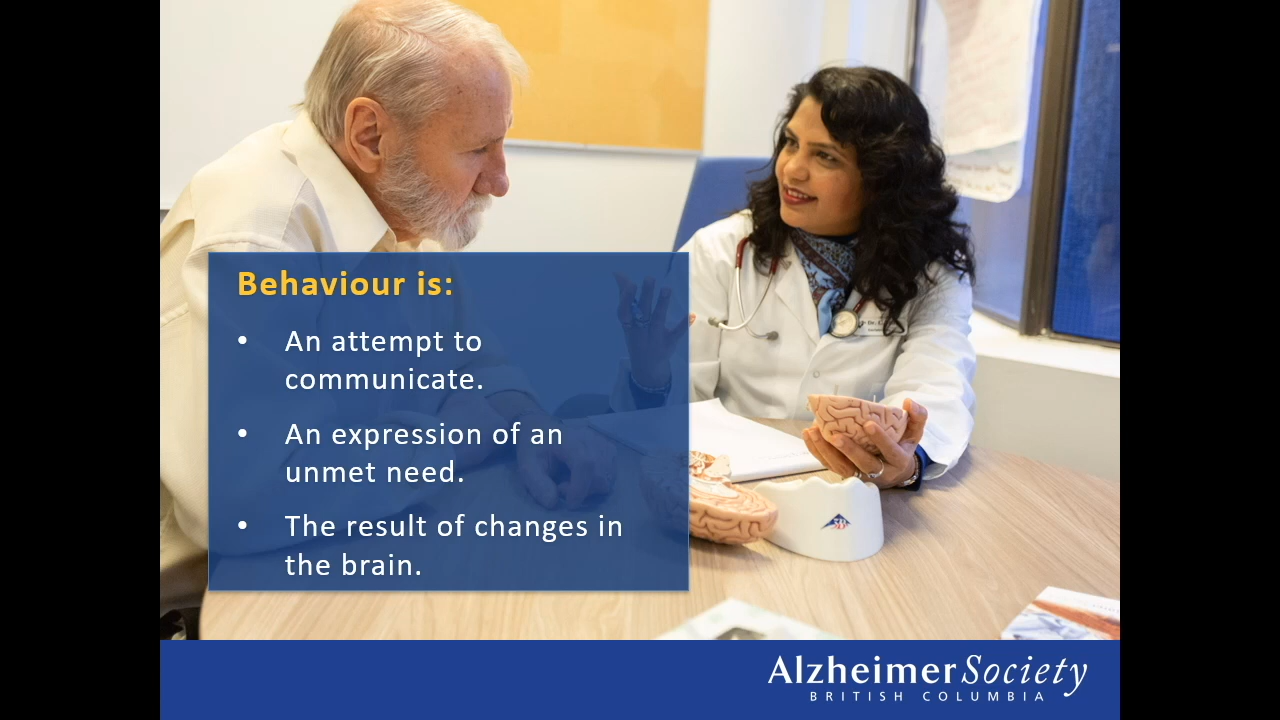 Behaviour is:
• An attempt to
communicate.
• An expression of an
unmet need.
• The result of changes in
the brain.
Alzheimer Society
BRITISH COLUMBIA